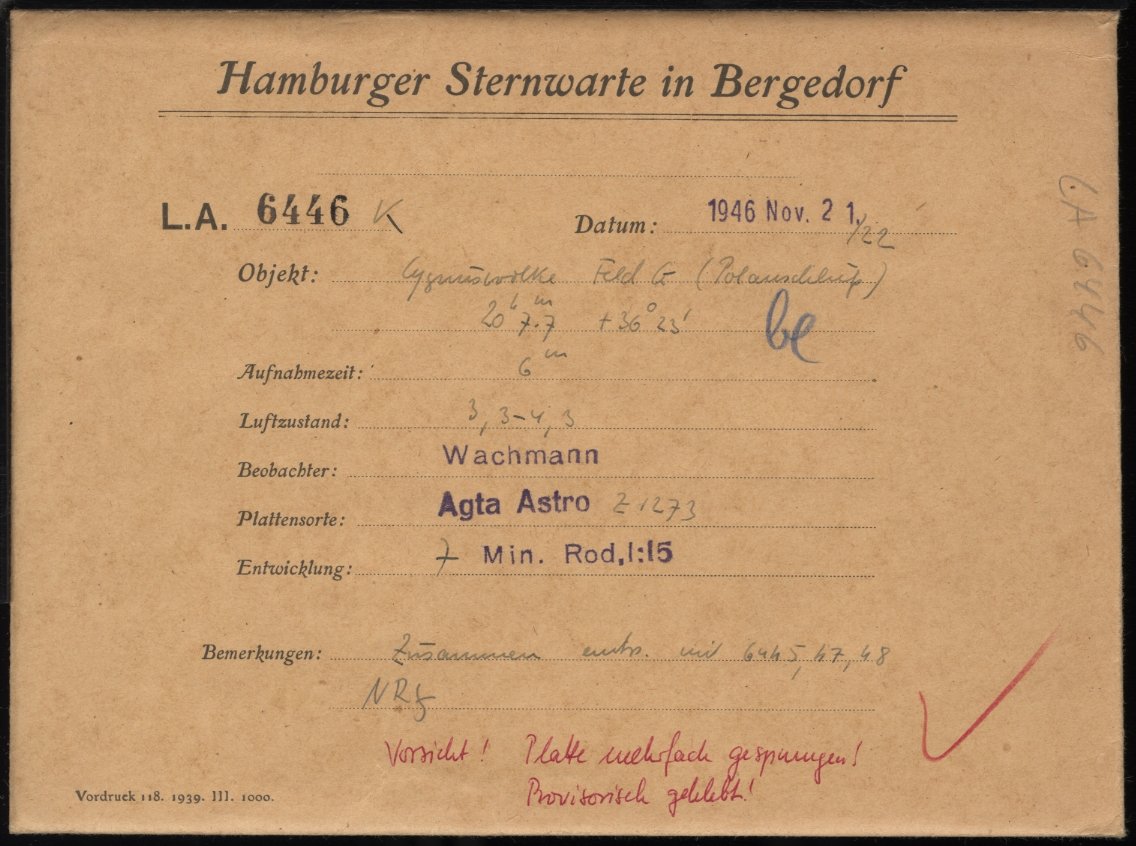 Hamburger Sternwarte in Bergedorf
L.A. 6446 K
Datum: 1946 Nov. 21./22
Objekt: Cygnuswolke Feld G (Polanschluß)
20h 7m.7 +36° 23'
be
Aufnahmezeit: 6m
Luftzustand: 3, 3-4, 3
Beobachter: Wachmann
Plattensorte: Agfa Astro Z 1273
Entwicklung: 7 Min. Rod, 1:15
Bemerkungen: Zusammen entw. mit 6445, 47, 48
Vorsicht! Platte mehrfach gesprungen!
Provisorisch geklebt!
Vordruck 118. 1939. III. 1000.
LA 6446